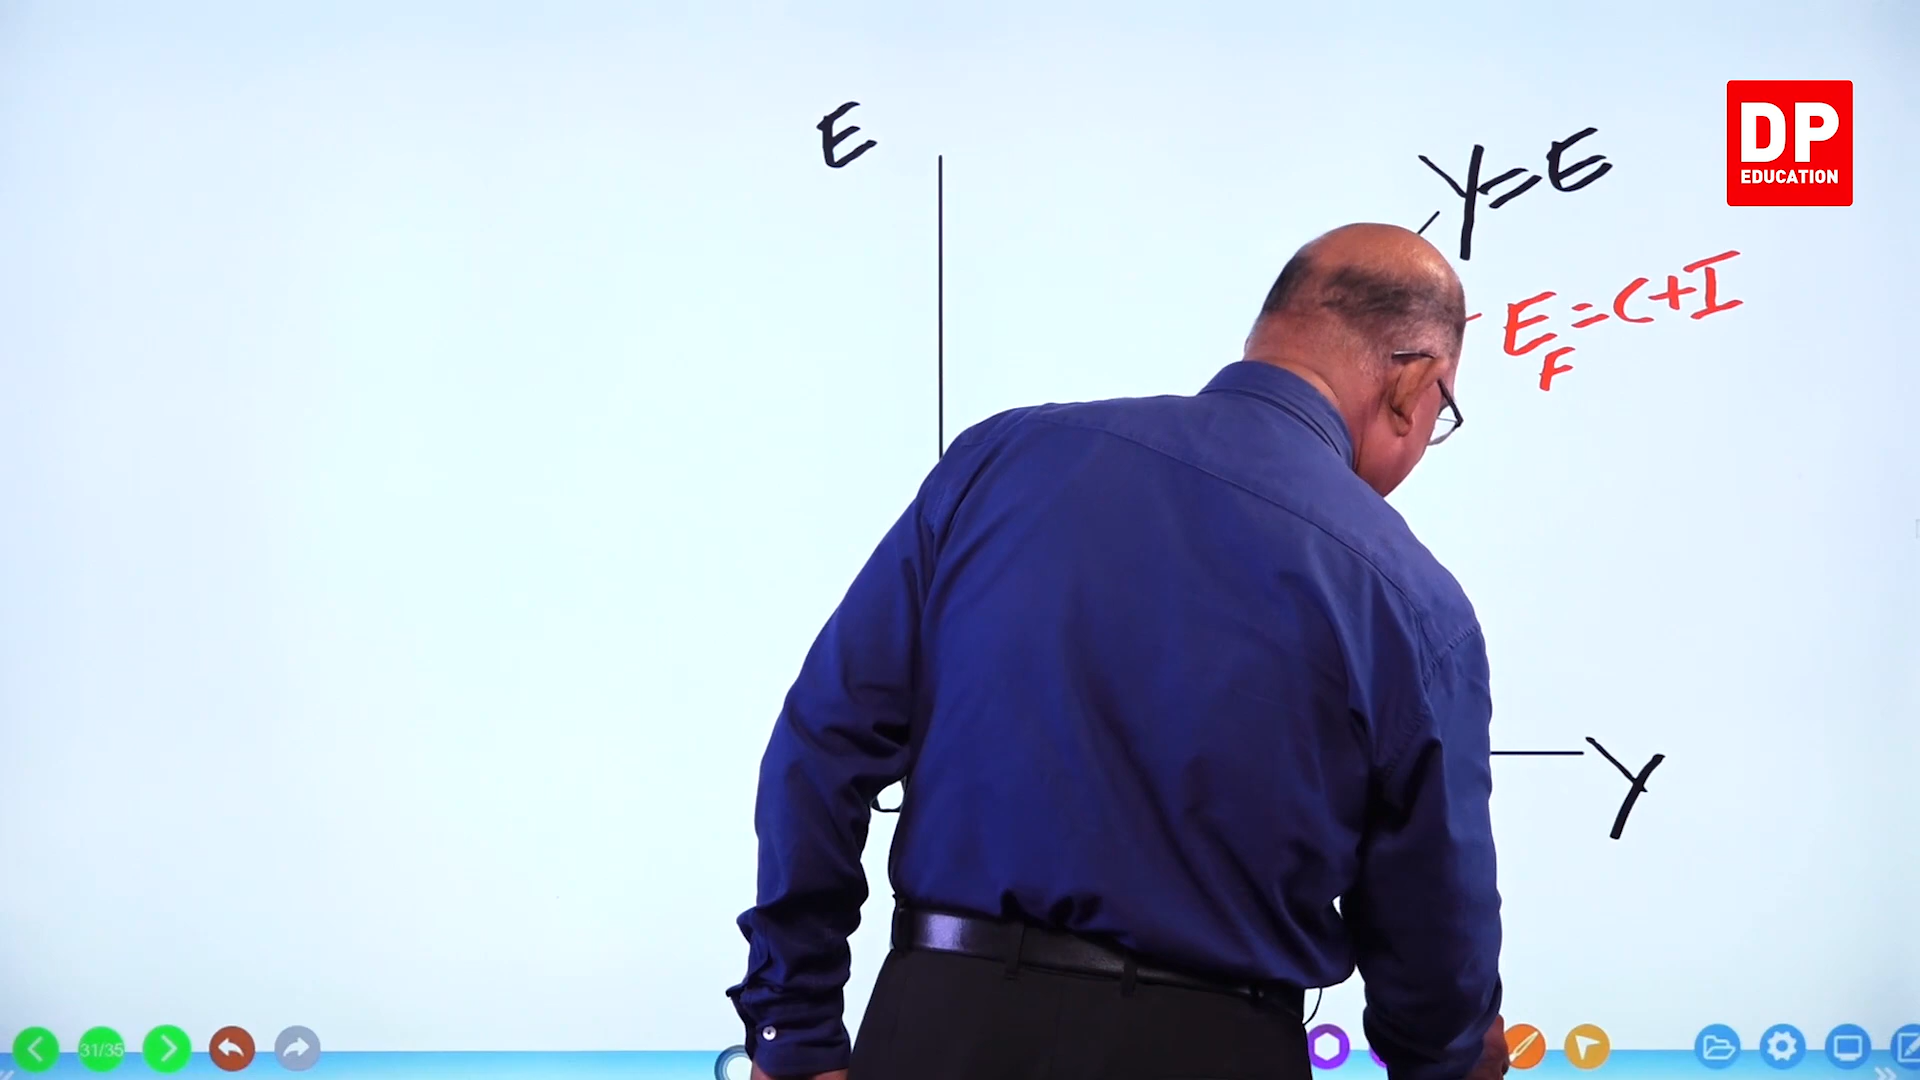 E
Y=E
DP
EDUCATION
E
F
=C+I
Y
31/35